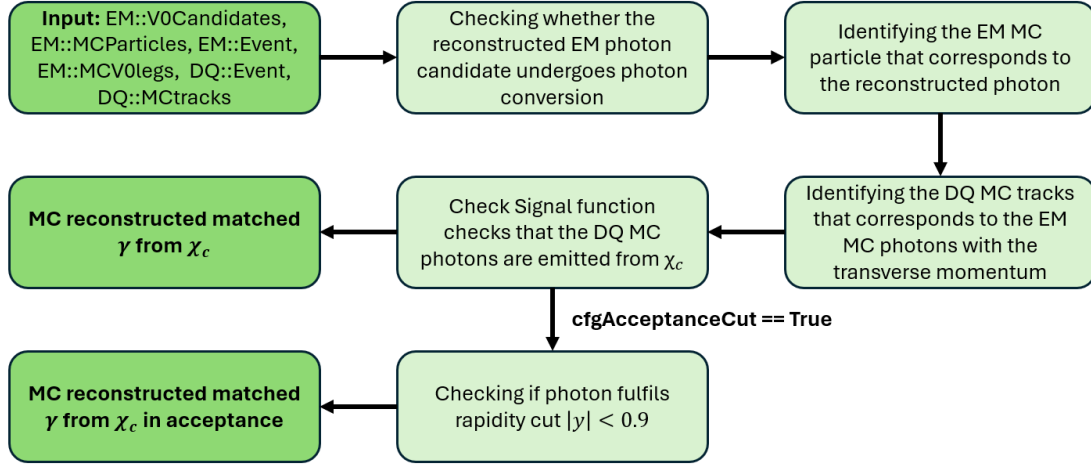 Input: EM::V0Candidates,
EM::MCParticles, EM::Event,
EM::MCV0legs, DQ::Event,
DQ::MCtracks
Checking whether the
reconstructed EM photon
candidate undergoes photon
conversion
Identifying the EM MC
particle that corresponds to
the reconstructed photon
Identifying the DQ MC tracks
that corresponds to the EM
MC photons with the
transverse momentum
Check Signal function
checks that the DQ MC
photons are emitted from χc
MC reconstructed matched
γ from χc
cfgAcceptanceCut == True
Checking if photon fulfils
rapidity cut |y| < 0.9
MC reconstructed matched
γ from χc in acceptance